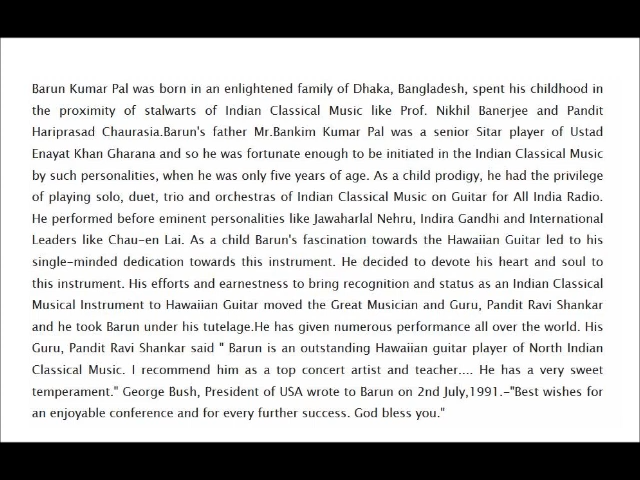 Barun Kumar Pal was born in an enlightened family of Dhaka, Bangladesh, spent his childhood in
the proximity of stalwarts of Indian Classical Music like Prof. Nikhil Banerjee and Pandit
Hariprasad Chaurasia.Barun's father Mr.Bankim Kumar Pal was a senior Sitar player of Ustad
Enayat Khan Gharana and so he was fortunate enough to be initiated in the Indian Classical Music
by such personalities, when he was only five years of age. As a child prodigy, he had the privilege
of playing solo, duet, trio and orchestras of Indian Classical Music on Guitar for All India Radio.
He performed before eminent personalities like Jawaharlal Nehru, Indira Gandhi and International
Leaders like Chau-en Lai. As a child Barun's fascination towards the Hawaiian Guitar led to his
single-minded dedication towards this instrument. He decided to devote his heart and soul to
this instrument. His efforts and earnestness to bring recognition and status as an Indian Classical
Musical Instrument to Hawaiian Guitar moved the Great Musician and Guru, Pandit Ravi Shankar
and he took Barun under his tutelage.He has given numerous performance all over the world. His
Guru, Pandit Ravi Shankar said " Barun is an outstanding Hawaiian guitar player of North Indian
Classical Music. I recommend him as a top concert artist and teacher.... He has a very sweet
temperament." George Bush, President of USA wrote to Barun on 2nd July,1991.-"Best wishes for
an enjoyable conference and for every further success. God bless you."